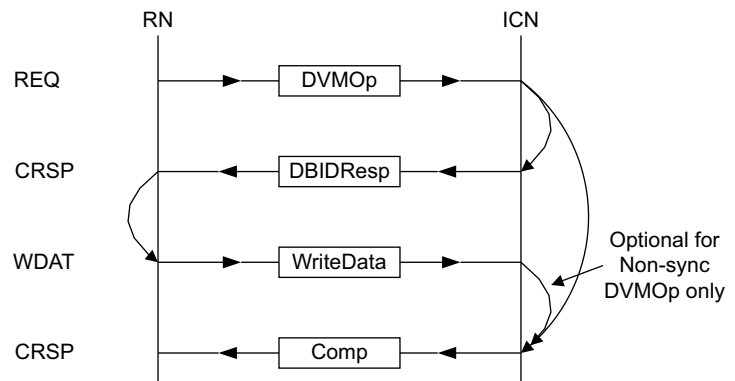 RN ICN
REQ DVMOp
CRSP DBIDResp
WDAT WriteData
Optional for
Non-sync
DVMOp only
CRSP Comp